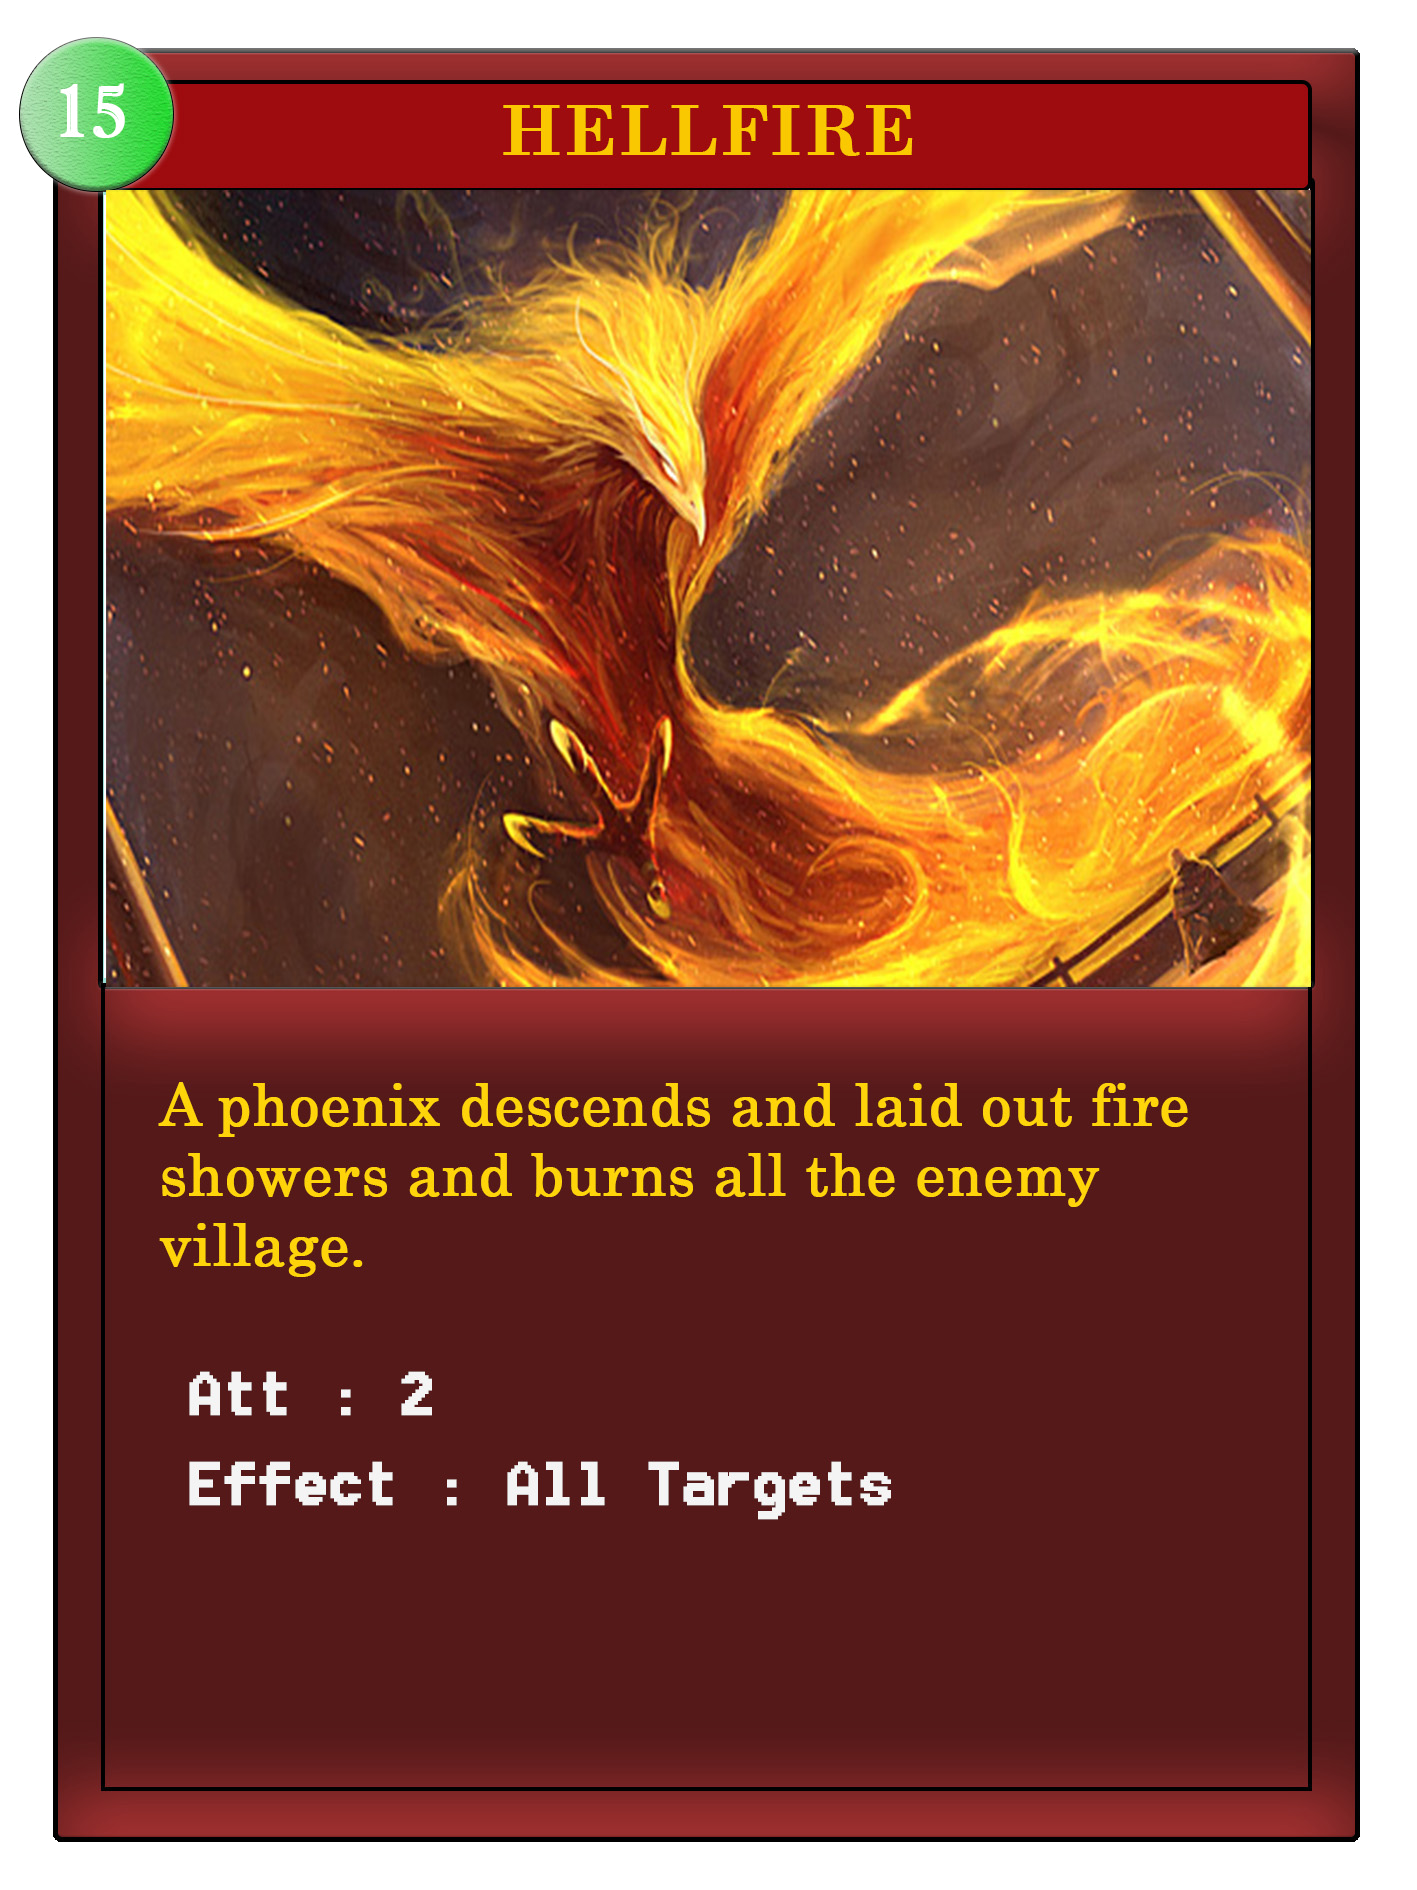 15
HELLFIRE
A phoenix descends and laid out fire
showers and burns all the enemy
village.
Att : 2
Effect : All Targets